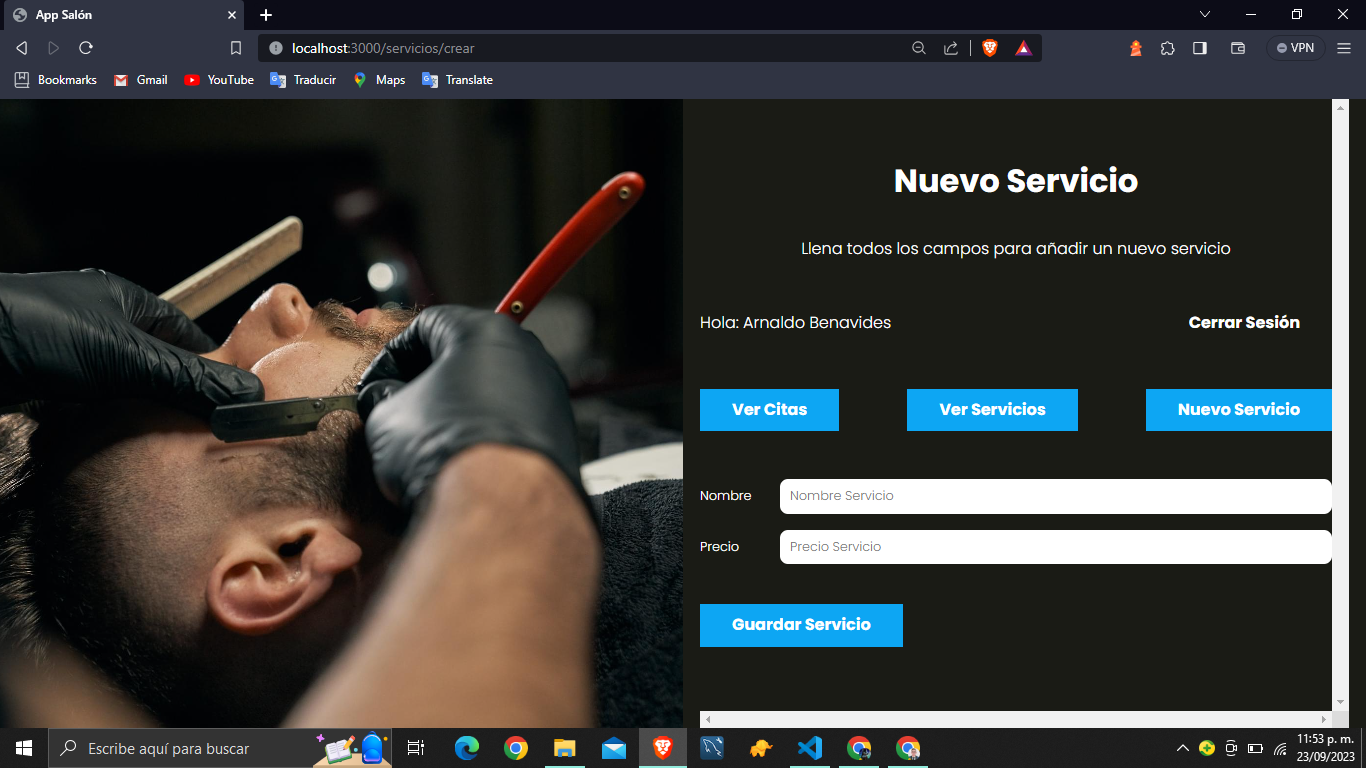 App Salón
localhost:3000/servicios/crear
VPN
Bookmarks Gmail YouTube Traducir Maps Translate
Nuevo Servicio
Llena todos los campos para añadir un nuevo servicio
Hola: Arnaldo Benavides Cerrar Sesión
Ver Citas Ver Servicios Nuevo Servicio
Nombre Nombre Servicio
Precio Precio Servicio
Guardar Servicio
Escribe aquí para buscar
11:53 p. m.
23/09/2023